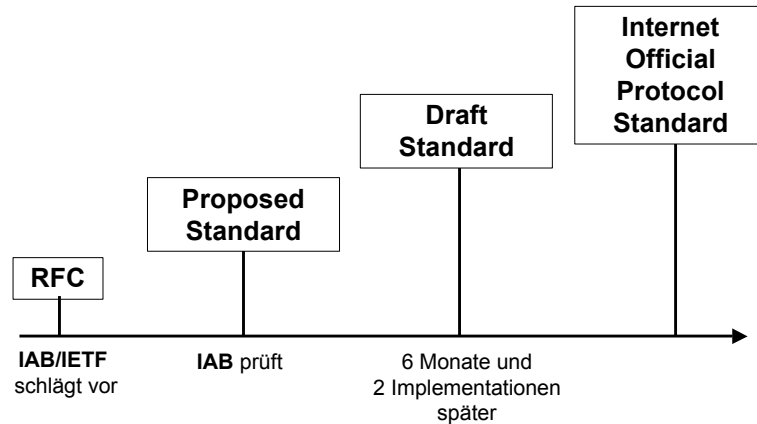 Internet
Official
Protocol
Standard
Draft
Standard
Proposed
Standard
RFC
IAB/IETF
schlägt vor
IAB prüft
6 Monate und
2 Implementationen
später